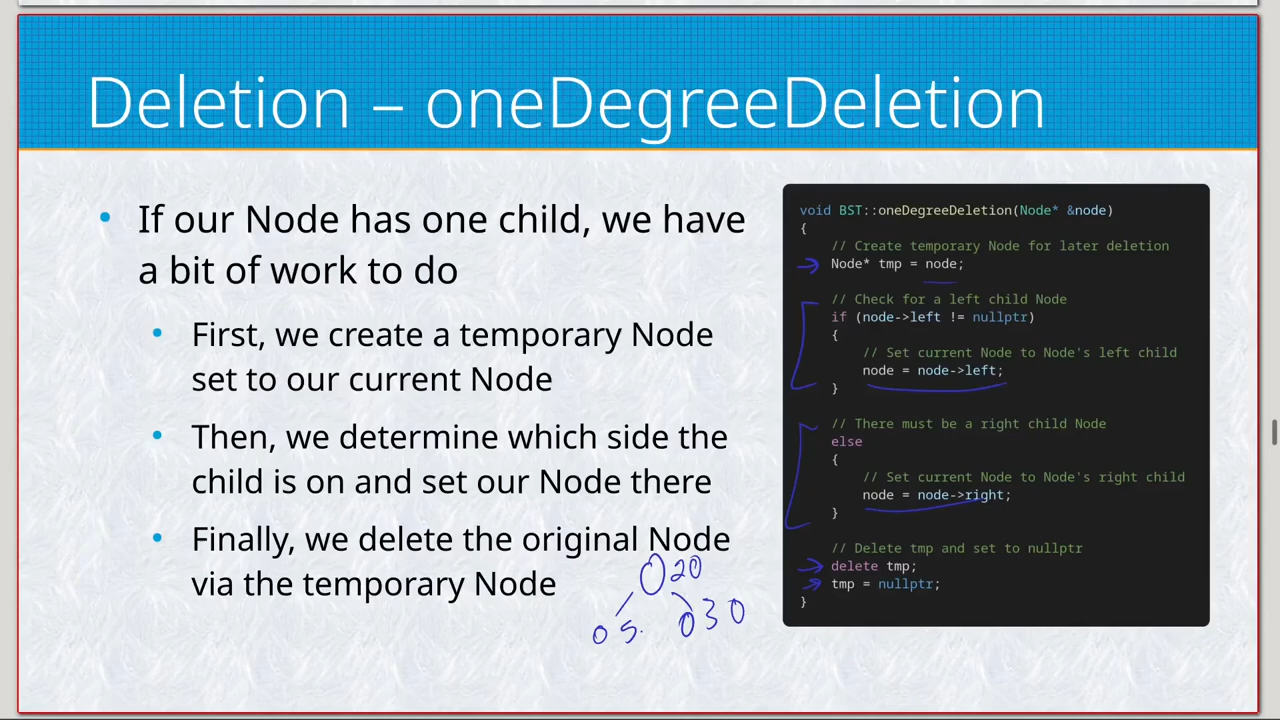 Deletion – oneDegreeDeletion
If our Node has one child, we have
a bit of work to do
First, we create a temporary Node
set to our current Node
Then, we determine which side the
child is on and set our Node there
Finally, we delete the original Node
via the temporary Node
20
5
30
void BST::oneDegreeDeletion(Node* &node)
{
// Create temporary Node for later deletion
Node* tmp = node;
// Check for a left child Node
if (node->left != nullptr)
{
// Set current Node to Node's left child
node = node->left;
}
// There must be a right child Node
else
{
// Set current Node to Node's right child
node = node->right;
}
// Delete tmp and set to nullptr
delete tmp;
tmp = nullptr;
}